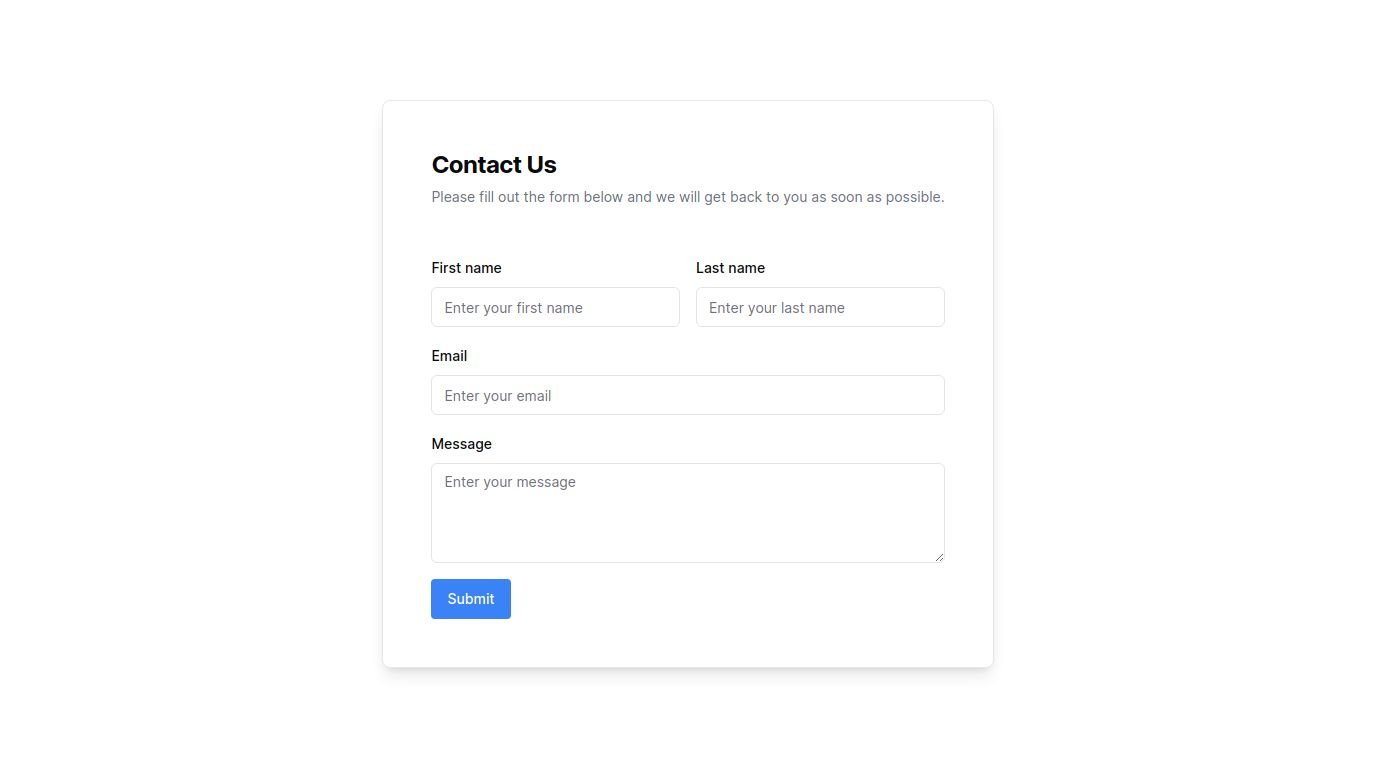 Contact Us
Please fill out the form below and we will get back to you as soon as possible.
First name
Last name
Enter your first name
Enter your last name
Email
Enter your email
Message
Enter your message
Submit